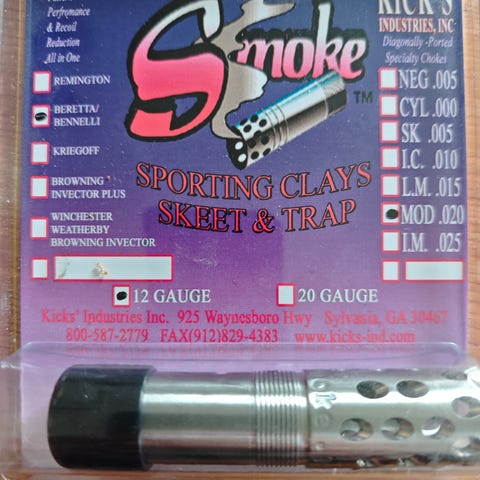 Perfromance
& Recoil
Reduction
All in One
Smoke
TM
KICK'S
INDUSTRIES, INC
Diagonally -Ported
Specialty Chokes
REMINGTON
BERETTA/
BENNELLI
KRIEGOFF
BROWNING
INVECTOR PLUS
WINCHESTER
WEATHERBY
BROWNING INVECTOR
SPORTING CLAYS
SKEET & TRAP
NEG .005
CYL .000
SK .005
I.C. .010
L.M. .015
MOD .020
I.M. .025
12 GAUGE
20 GAUGE
Kicks' Industries Inc. 925 Waynesboro Hwy Sylvania, GA 30467
800-587-2779 FAX(912)829-4383 www.kicks-ind.com
oke